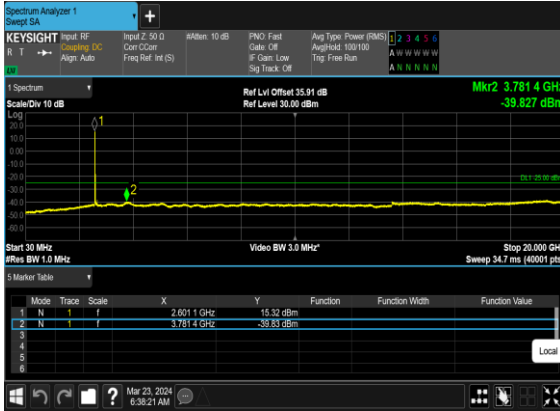 Spectrum Analyzer 1
Swept SA
KEYSIGHT Input: RF Input Z: 50 Ω #Atten: 10 dB PNO: Fast Avg Type: Power (RMS) 1 2 3 4 5 6
R T Coupling: DC Corr CCorr Gate: Off Avg|Hold: 100/100 A W W W W W
Align: Auto Freq Ref: Int (S) IF Gain: Low Trig: Free Run
Sig Track: Off A N N N N N
1 Spectrum Ref Lvl Offset 35.91 dB Mkr2 3.781 4 GHz
Scale/Div 10 dB Ref Level 30.00 dBm -39.827 dBm
Log
20.0
10.0
0.00
-10.0
-20.0
-30.0
-40.0
-50.0
-60.0
1
2
DL1 -25.00 dBm
Start 30 MHz Video BW 3.0 MHz* Stop 20.000 GH
#Res BW 1.0 MHz Sweep 34.7 ms (40001 pts
5 Marker Table
Mode Trace Scale X Y Function Function Width Function Value
1 N 1 f 2.601 1 GHz 15.32 dBm
2 N 1 f 3.781 4 GHz -39.83 dBm
3
4
5
6
Local
? Mar 23, 2024
6:38:21 AM